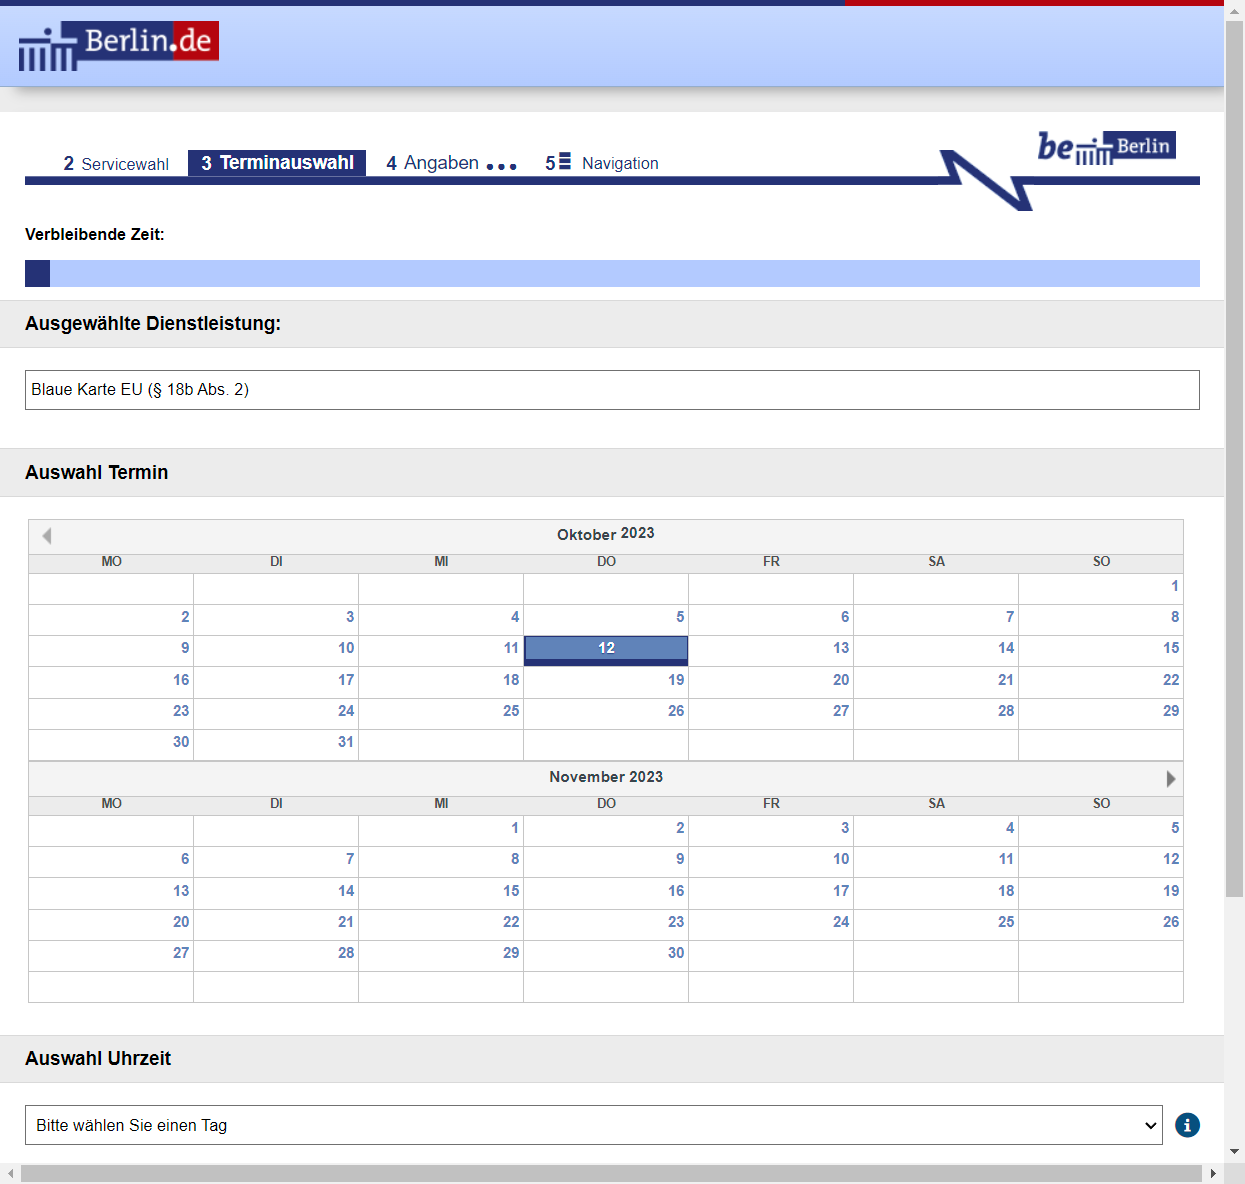 Berlin.de
be Berlin
2 Servicewahl 3 Terminauswahl 4 Angaben ... 5 Navigation
Verbleibende Zeit:
Ausgewählte Dienstleistung:
Blaue Karte EU (§ 18b Abs. 2)
Auswahl Termin
Oktober 2023
MO DI MI DO FR SA SO
1
2 3 4 5 6 7 8
9 10 11 12 13 14 15
16 17 18 19 20 21 22
23 24 25 26 27 28 29
30 31
November 2023
MO DI MI DO FR SA SO
1 2 3 4 5
6 7 8 9 10 11 12
13 14 15 16 17 18 19
20 21 22 23 24 25 26
27 28 29 30
Auswahl Uhrzeit
Bitte wählen Sie einen Tag